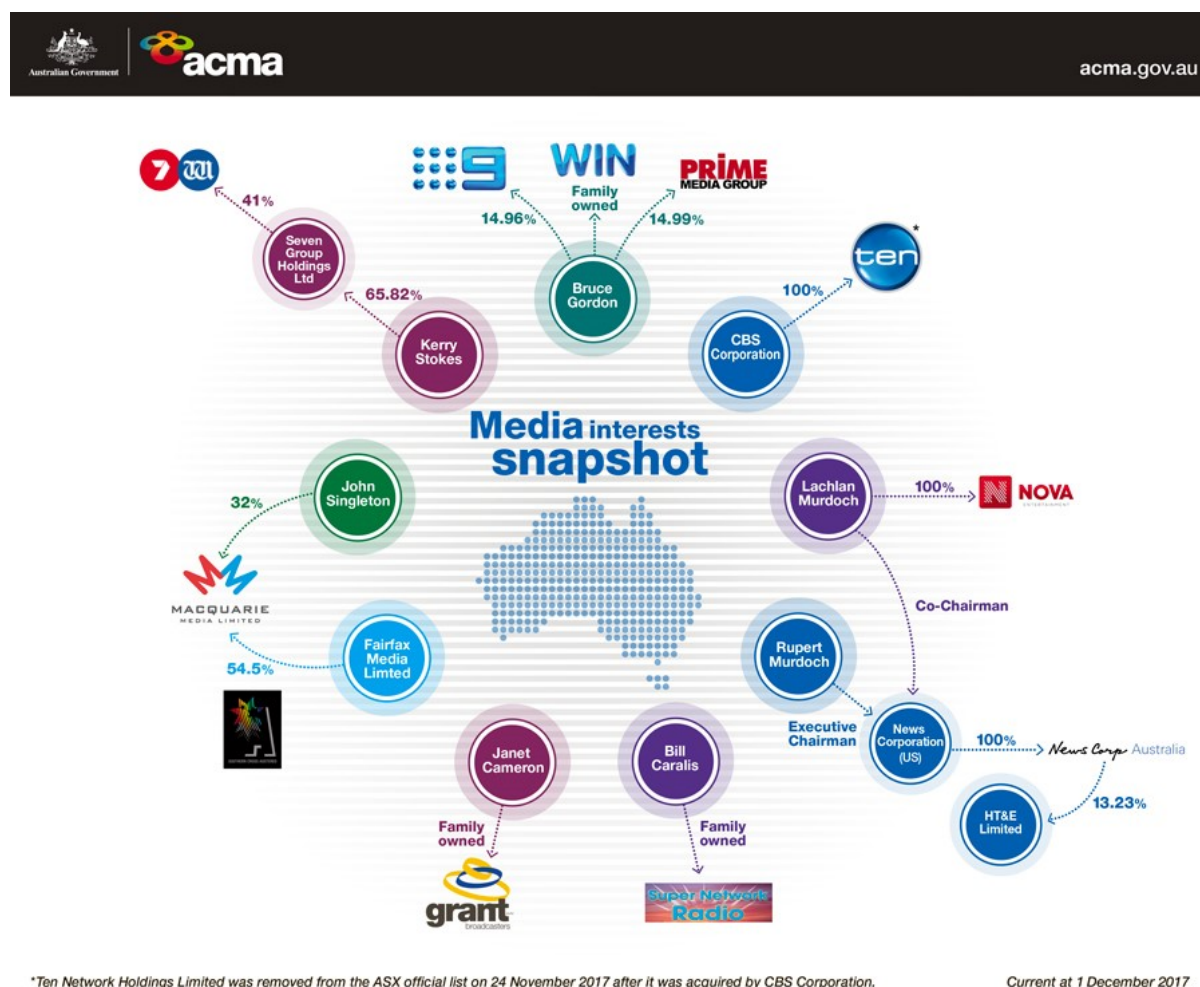 Australian Government
acma
acma.gov.au
7
9
WIN
Family
owned
PRiME
MEDIA GROUP
41%
14.96%
14.99%
Seven
Group
Holdings
Ltd
65.82%
Bruce
Gordon
ten
*
100%
Kerry
Stokes
CBS
Corporation
Media interests
snapshot
John
Singleton
32%
Lachlan
Murdoch
100%
N NOVA
ENTERTAINMENT
MACQUARIE
MEDIA LIMITED
Co-Chairman
54.5%
Fairfax
Media
Limted
Rupert
Murdoch
Executive
Chairman
News
Corporation
(US)
100%
News Corp Australia
13.23%
HT&E
Limited
Janet
Cameron
Bill
Caralis
Family
owned
Family
owned
grant
broadcasters
Super Network
Radio
*Ten Network Holdings Limited was removed from the ASX official list on 24 November 2017 after it was acquired by CBS Corporation.
Current at 1 December 2017